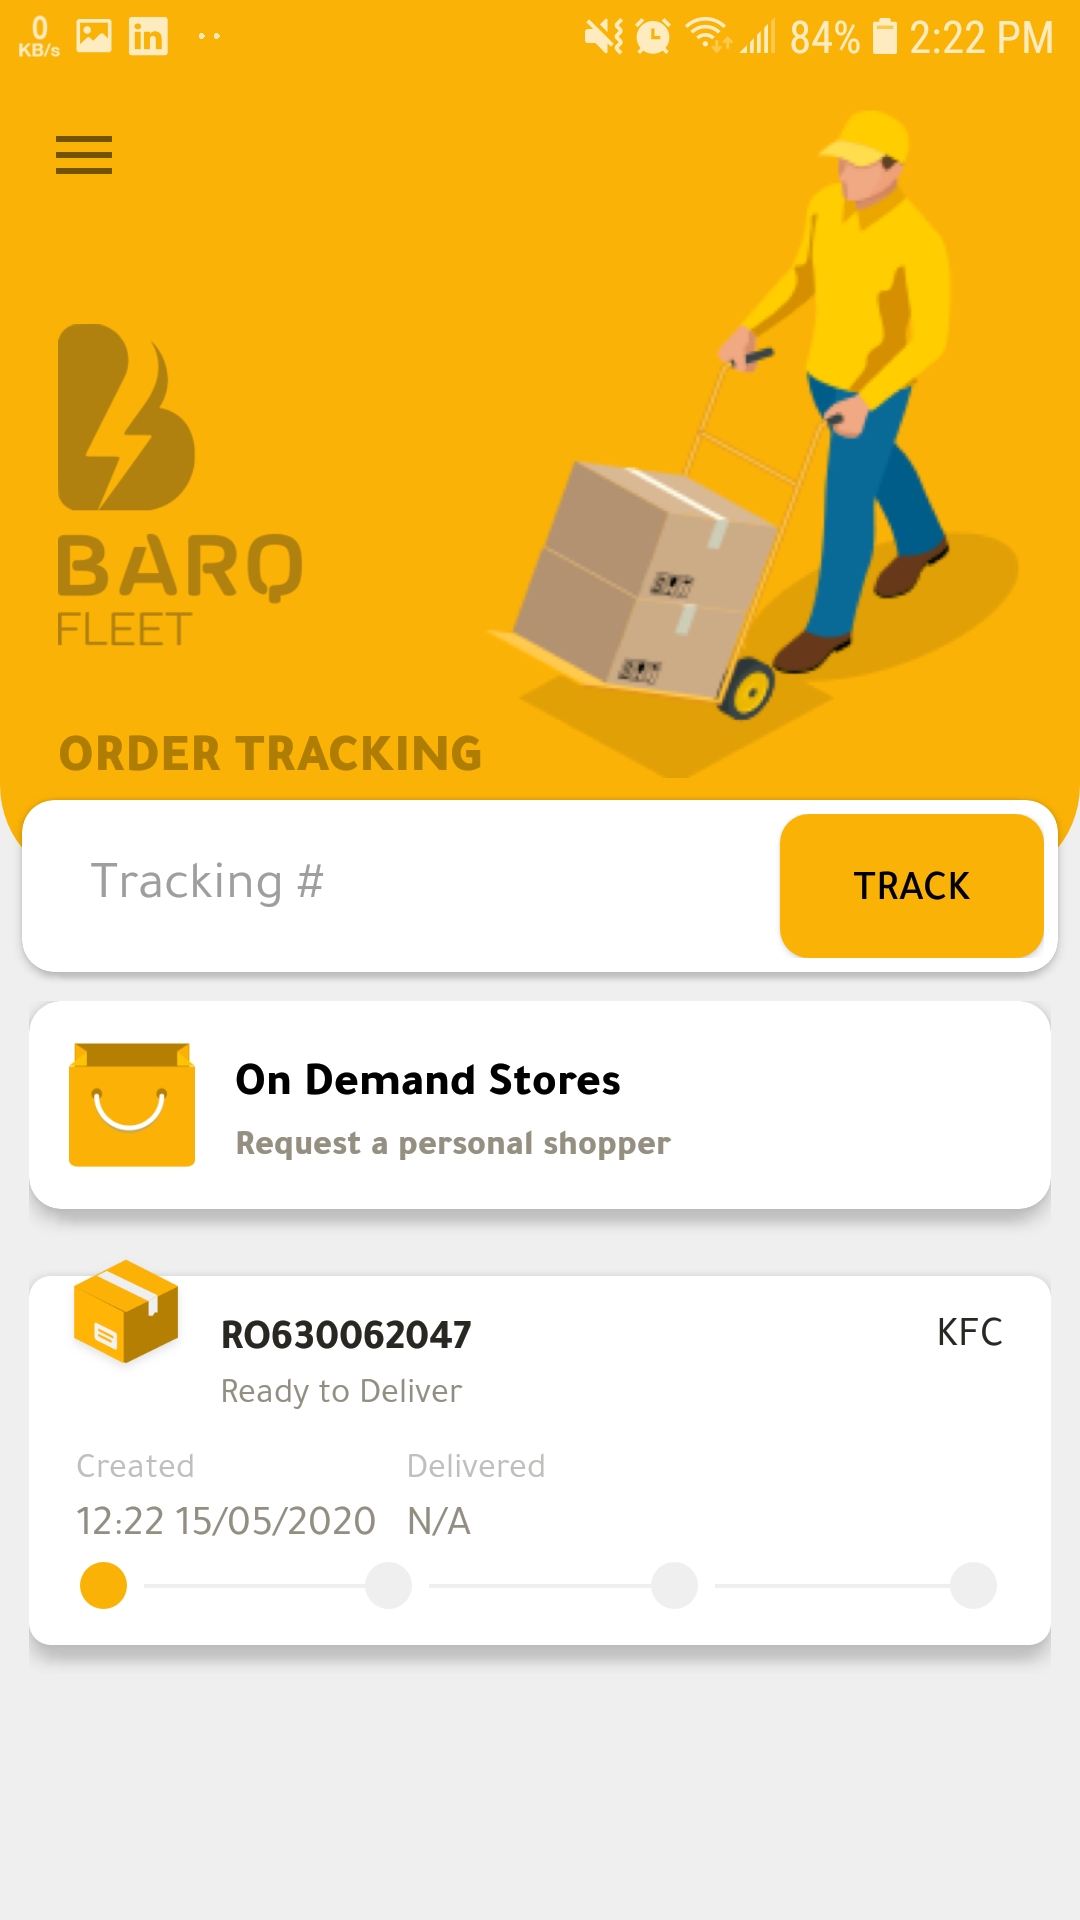 0
KB/s
84% 2:22 PM
BARQ
FLEET
ORDER TRACKING
Tracking #
TRACK
On Demand Stores
Request a personal shopper
RO630062047
KFC
Ready to Deliver
Created Delivered
12:22 15/05/2020 N/A